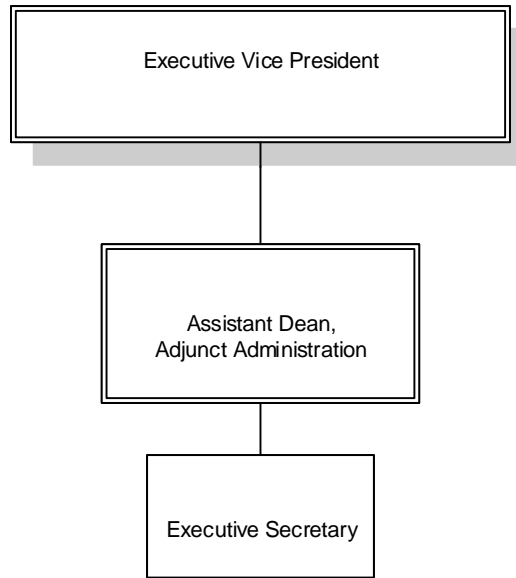 Executive Vice President
Assistant Dean,
Adjunct Administration
Executive Secretary